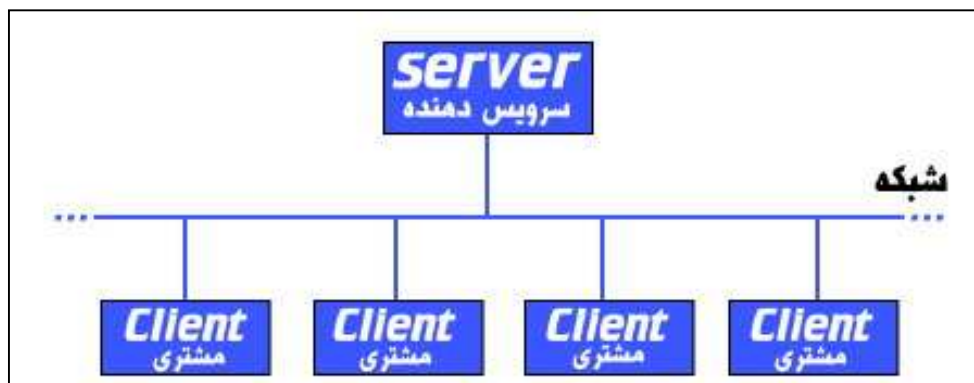 server
سرویس دهنده
شبکه
Client
مشتری
Client
مشتری
Client
مشتری
Client
مشتری